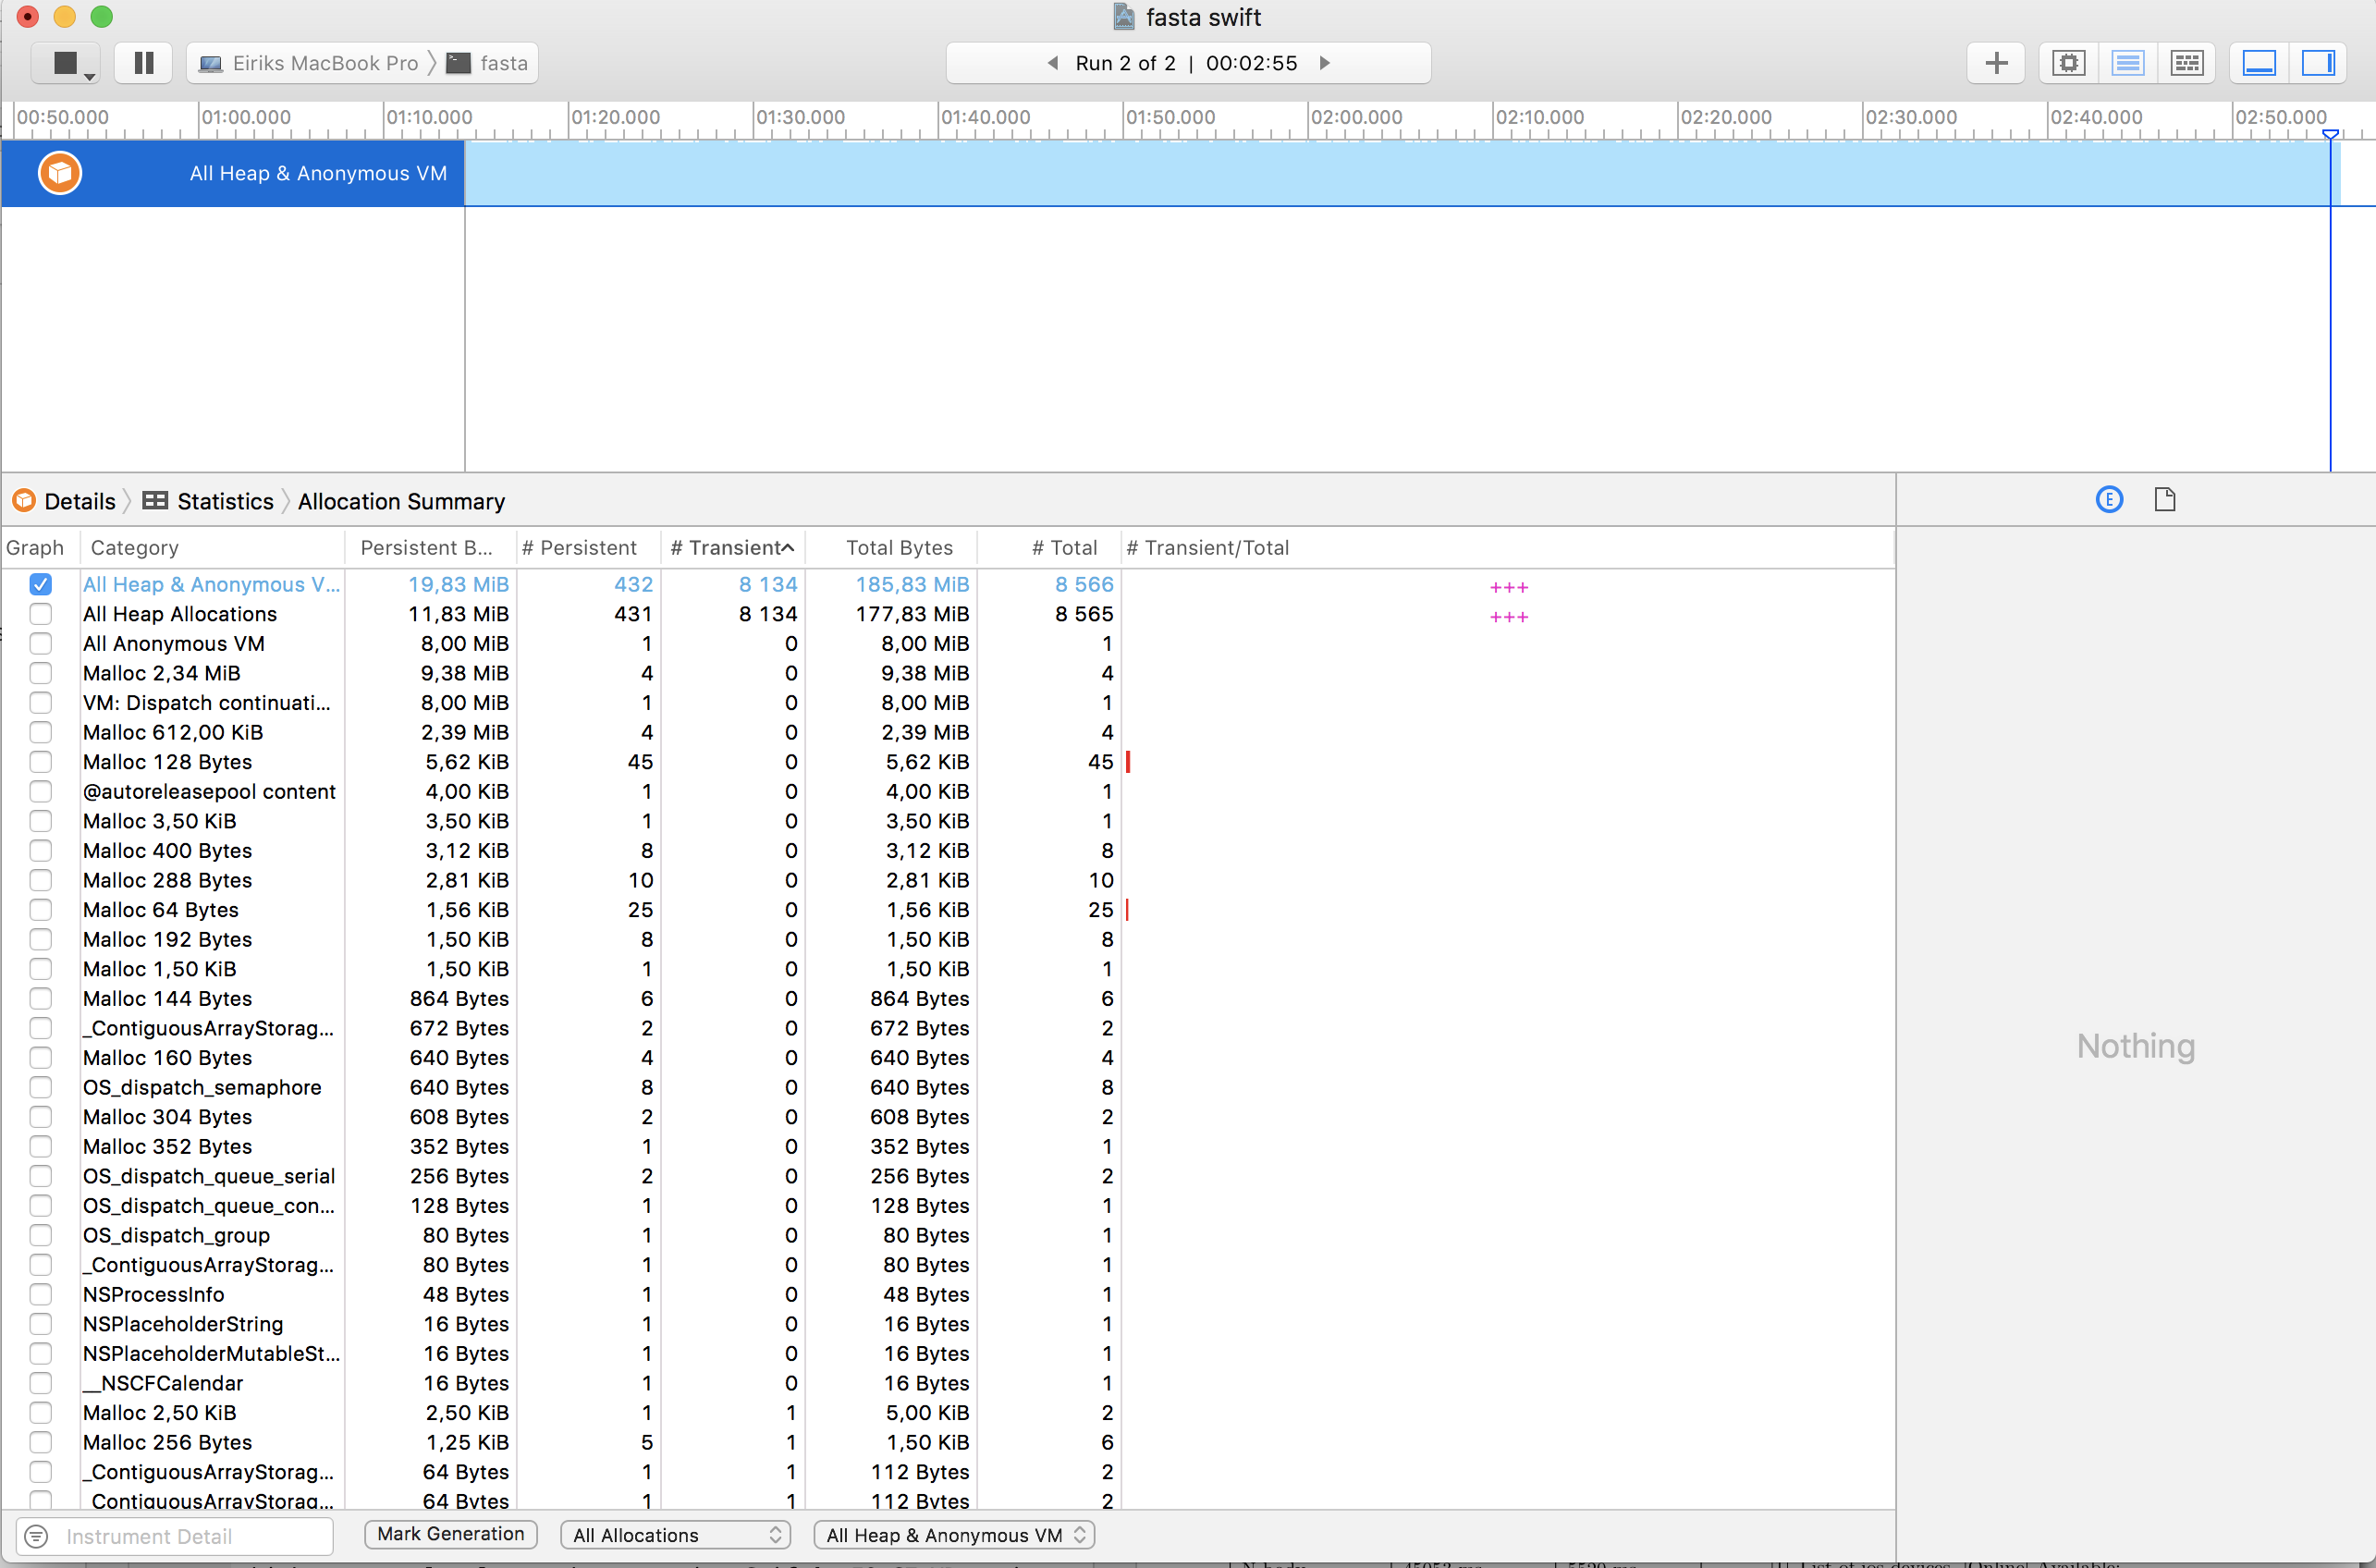 fasta swift
Eiriks MacBook Pro fasta
Run 2 of 2 | 00:02:55
00:50.000 01:00.000 01:10.000 01:20.000 01:30.000 01:40.000 01:50.000 02:00.000 02:10.000 02:20.000 02:30.000 02:40.000 02:50.000
All Heap & Anonymous VM
Details Statistics Allocation Summary
E
Graph Category Persistent B... # Persistent # Transient Total Bytes # Total # Transient/Total
All Heap & Anonymous V... 19,83 MiB 432 8 134 185,83 MiB 8 566 +++
All Heap Allocations 11,83 MiB 431 8 134 177,83 MiB 8 565 +++
All Anonymous VM 8,00 MiB 1 0 8,00 MiB 1
Malloc 2,34 MiB 9,38 MiB 4 0 9,38 MiB 4
VM: Dispatch continuati... 8,00 MiB 1 0 8,00 MiB 1
Malloc 612,00 KiB 2,39 MiB 4 0 2,39 MiB 4
Malloc 128 Bytes 5,62 KiB 45 0 5,62 KiB 45
@autoreleasepool content 4,00 KiB 1 0 4,00 KiB 1
Malloc 3,50 KiB 3,50 KiB 1 0 3,50 KiB 1
Malloc 400 Bytes 3,12 KiB 8 0 3,12 KiB 8
Malloc 288 Bytes 2,81 KiB 10 0 2,81 KiB 10
Malloc 64 Bytes 1,56 KiB 25 0 1,56 KiB 25
Malloc 192 Bytes 1,50 KiB 8 0 1,50 KiB 8
Malloc 1,50 KiB 1,50 KiB 1 0 1,50 KiB 1
Malloc 144 Bytes 864 Bytes 6 0 864 Bytes 6
_ContiguousArrayStorag... 672 Bytes 2 0 672 Bytes 2
Malloc 160 Bytes 640 Bytes 4 0 640 Bytes 4
OS_dispatch_semaphore 640 Bytes 8 0 640 Bytes 8
Malloc 304 Bytes 608 Bytes 2 0 608 Bytes 2
Malloc 352 Bytes 352 Bytes 1 0 352 Bytes 1
OS_dispatch_queue_serial 256 Bytes 2 0 256 Bytes 2
OS_dispatch_queue_con... 128 Bytes 1 0 128 Bytes 1
OS_dispatch_group 80 Bytes 1 0 80 Bytes 1
_ContiguousArrayStorag... 80 Bytes 1 0 80 Bytes 1
NSProcessInfo 48 Bytes 1 0 48 Bytes 1
NSPlaceholderString 16 Bytes 1 0 16 Bytes 1
NSPlaceholderMutableSt... 16 Bytes 1 0 16 Bytes 1
__NSCFCalendar 16 Bytes 1 0 16 Bytes 1
Malloc 2,50 KiB 2,50 KiB 1 1 5,00 KiB 2
Malloc 256 Bytes 1,25 KiB 5 1 1,50 KiB 6
_ContiguousArrayStorag... 64 Bytes 1 1 112 Bytes 2
_ContiguousArrayStorag... 64 Bytes 1 1 112 Bytes 2
Nothing
Instrument Detail Mark Generation All Allocations All Heap & Anonymous VM